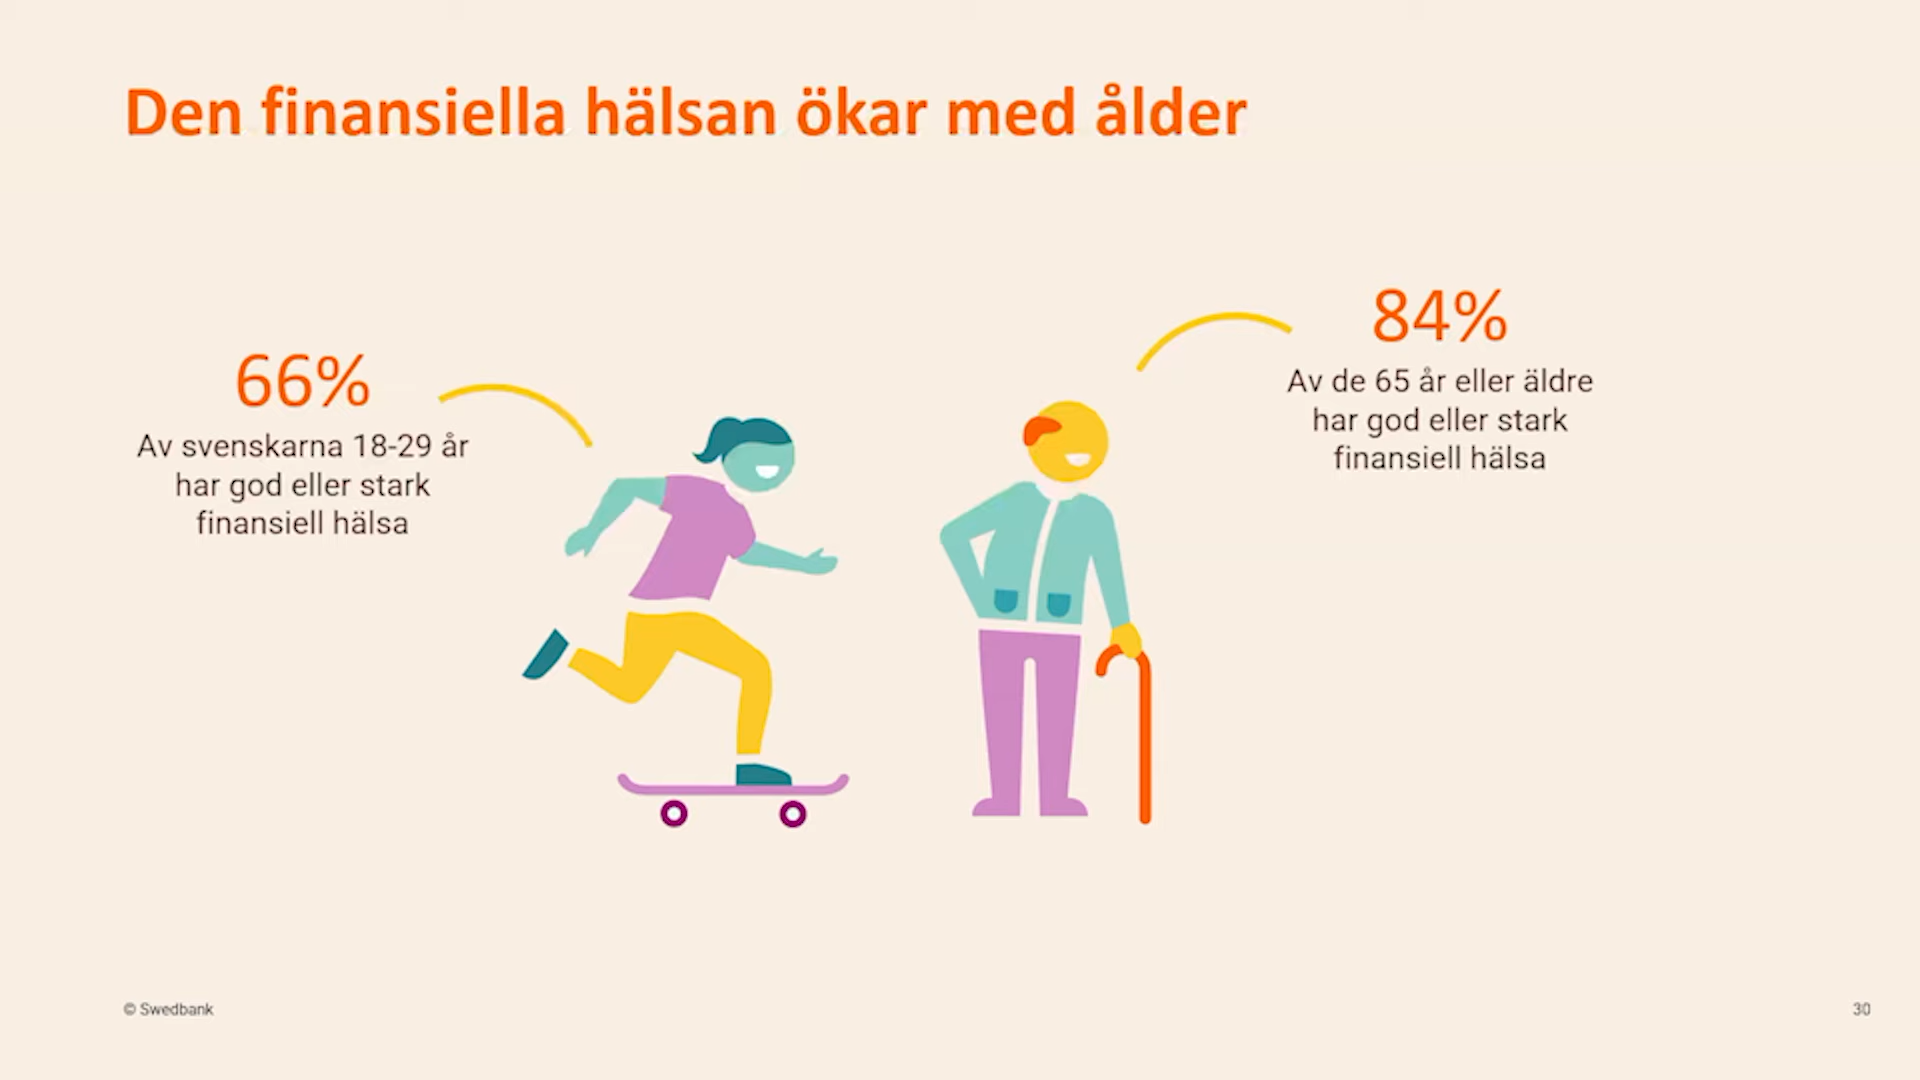 Den finansiella hälsan ökar med ålder
66%
Av svenskarna 18-29 år
har god eller stark
finansiell hälsa
84%
Av de 65 år eller äldre
har god eller stark
finansiell hälsa
© Swedbank
30